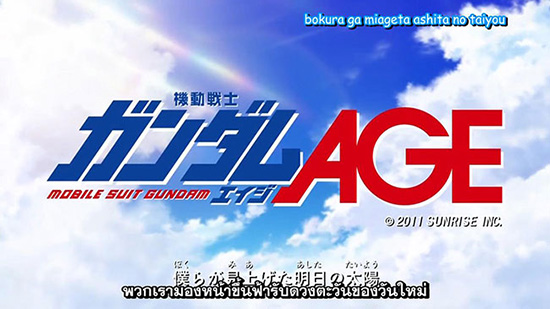 bokura ga miageta ashita no taiyou
機動戦士
ガンダムAGE
MOBILE SUIT GUNDAM エイジ
© 2011 SUNRISE INC.
ぼく み あ あした たいよう
僕らが見上げた明日の太陽
พวกเรามองหน้าขึ้นฟ้ารับดวงตะวันของวันใหม่